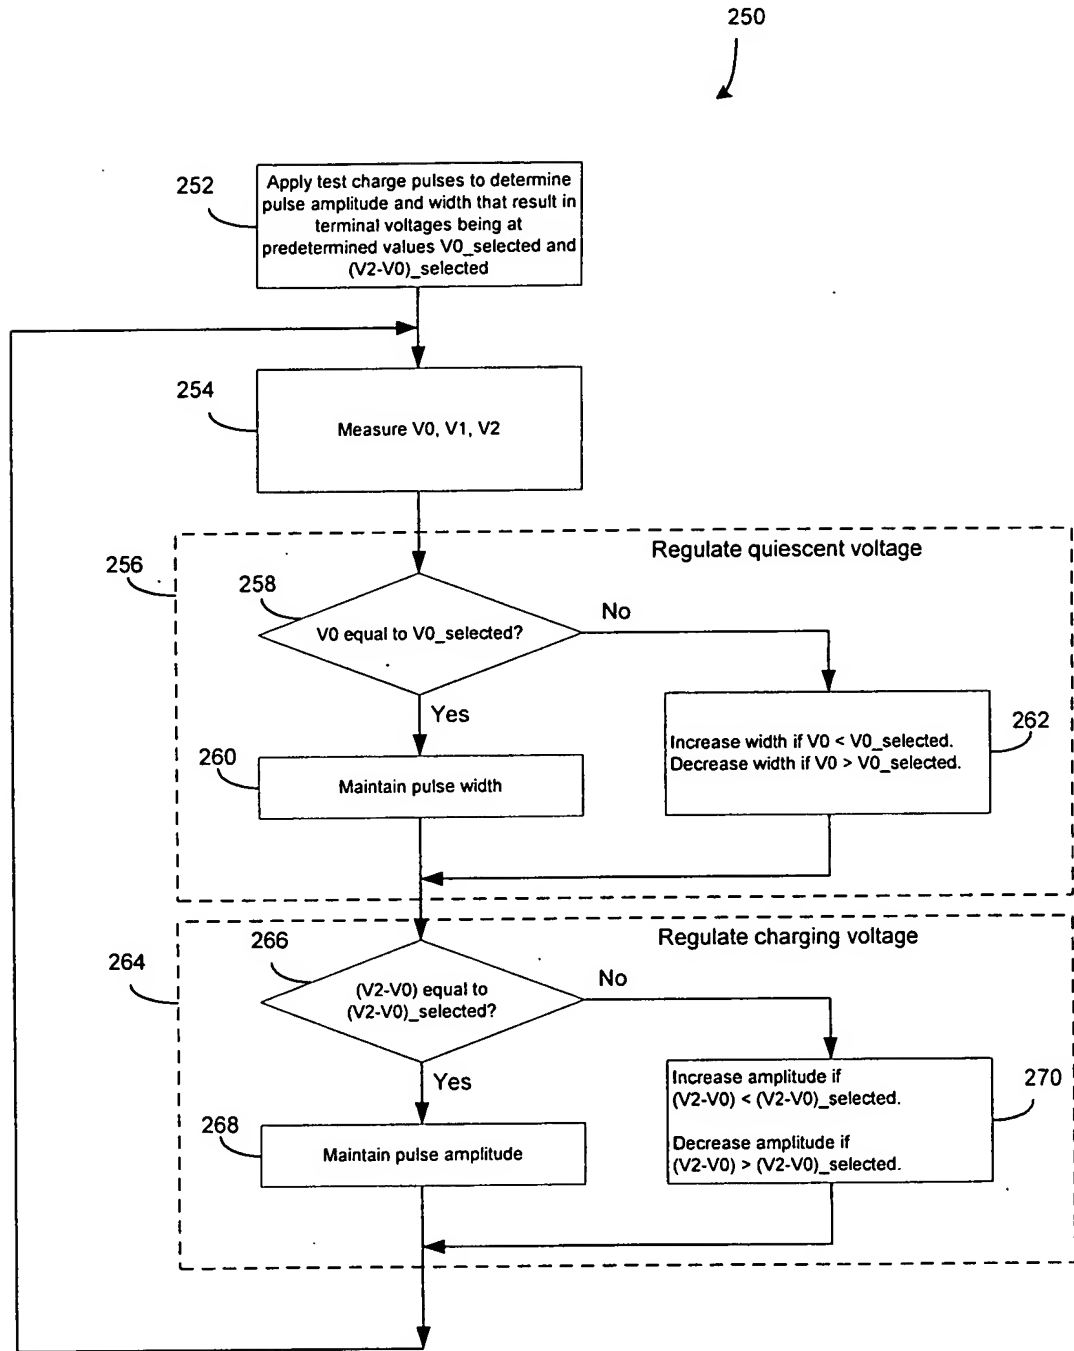 250
252
Apply test charge pulses to determine
pulse amplitude and width that result in
terminal voltages being at
predetermined values V0_selected and
(V2-V0)_selected
254
Measure V0, V1, V2
256
Regulate quiescent voltage
258
V0 equal to V0_selected?
No
Yes
260
Maintain pulse width
262
Increase width if V0 < V0_selected.
Decrease width if V0 > V0_selected.
264
Regulate charging voltage
266
(V2-V0) equal to
(V2-V0)_selected?
No
Yes
268
Maintain pulse amplitude
270
Increase amplitude if
(V2-V0) < (V2-V0)_selected.
Decrease amplitude if
(V2-V0) > (V2-V0)_selected.